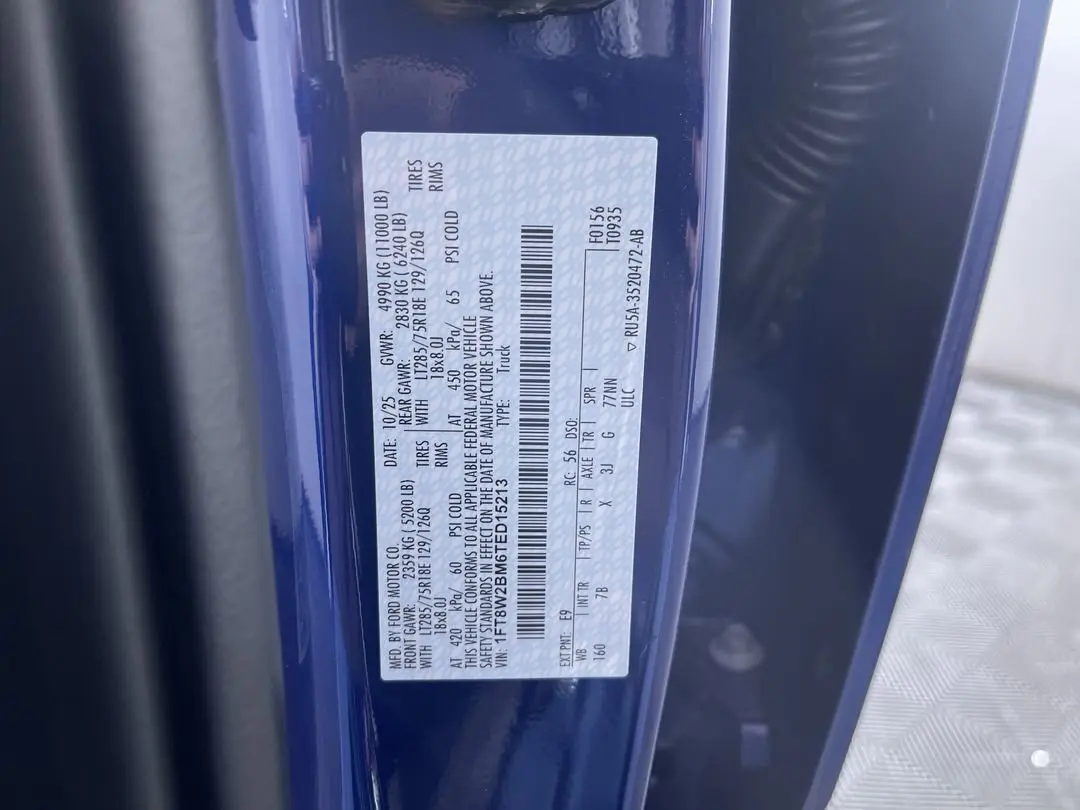 MFD. BY FORD MOTOR CO.
DATE: 10/25 GVWR: 4990 KG (11000 LB)
FRONT GAWR: 2359 KG ( 5200 LB) REAR GAWR: 2830 KG ( 6240 LB)
WITH LT285/75R18E 129/126Q TIRES WITH LT285/75R18E 129/126Q TIRES
18x8.0J RIMS 18x8.0J RIMS
AT 420 kPa/ 60 PSI COLD AT 450 kPa/ 65 PSI COLD
THIS VEHICLE CONFORMS TO ALL APPLICABLE FEDERAL MOTOR VEHICLE
SAFETY STANDARDS IN EFFECT ON THE DATE OF MANUFACTURE SHOWN ABOVE.
VIN: 1FT8W2BM6TED15213 TYPE: Truck
EXT PNT: E9 RC: 56 DSO: F0156
WB INT TR TP/PS R AXLE TR SPR T0935
160 7B X 3J G 77NN
ULC ▽ RU5A-3520472-AB